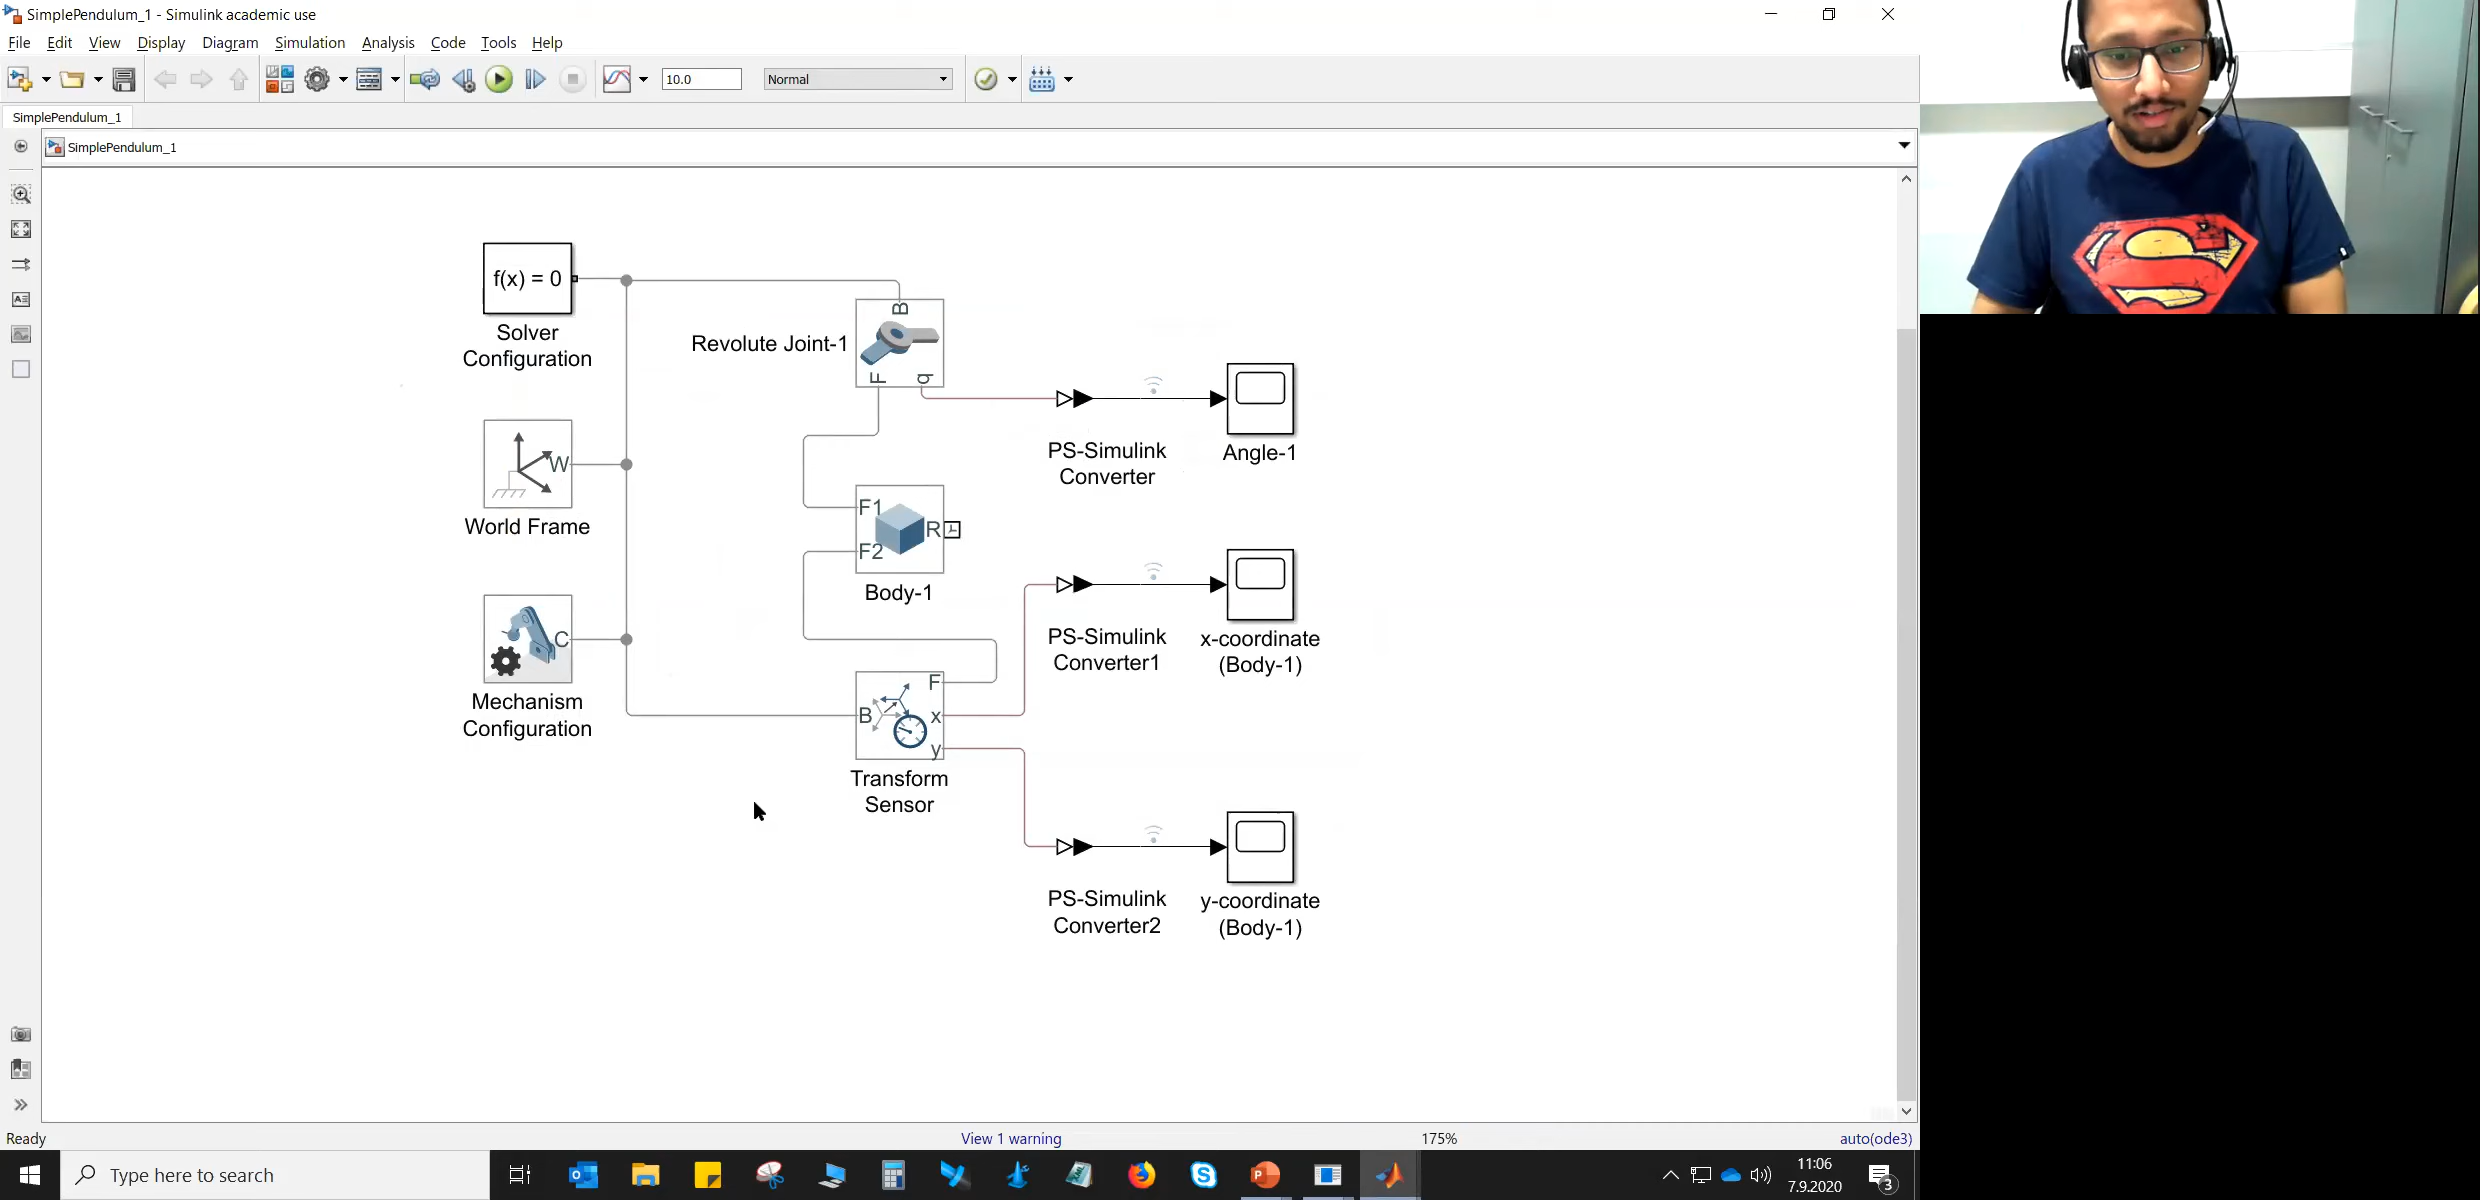 SimplePendulum_1 - Simulink academic use
File Edit View Display Diagram Simulation Analysis Code Tools Help
10.0 Normal
SimplePendulum_1
SimplePendulum_1
f(x) = 0
Solver
Configuration
B
Revolute Joint-1
F q
PS-Simulink
Converter
Angle-1
W
World Frame
F1
R
F2
Body-1
PS-Simulink
Converter1
x-coordinate
(Body-1)
C
Mechanism
Configuration
F
B x
y
Transform
Sensor
PS-Simulink
Converter2
y-coordinate
(Body-1)
Ready View 1 warning 175% auto(ode3)
Type here to search
11:06
7.9.2020
3